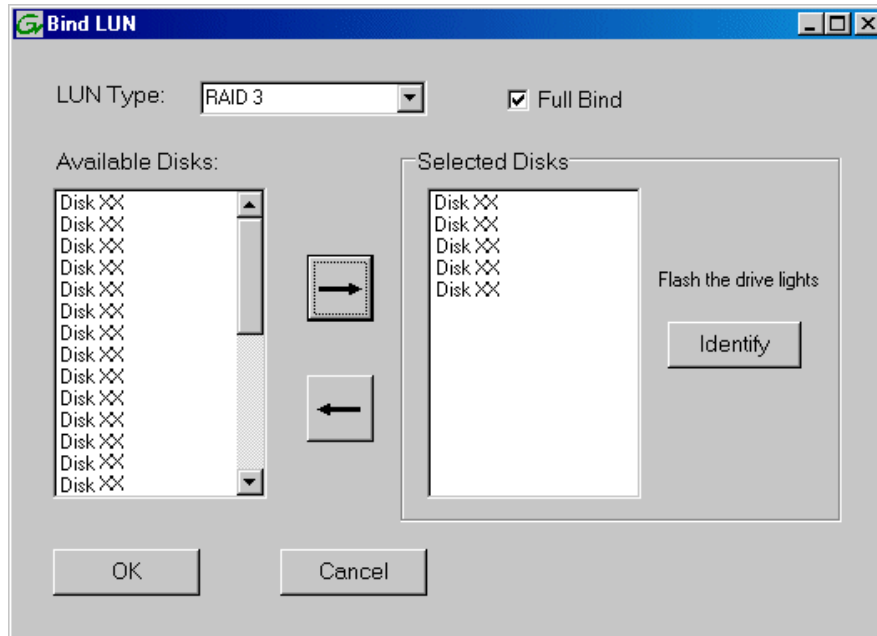 Bind LUN
LUN Type: RAID 3 Full Bind
Available Disks:
Disk XX
Disk XX
Disk XX
Disk XX
Disk XX
Disk XX
Disk XX
Disk XX
Disk XX
Disk XX
Disk XX
Disk XX
Disk XX
Disk XX
Selected Disks
Disk XX
Disk XX
Disk XX
Disk XX
Disk XX
Flash the drive lights
Identify
OK Cancel